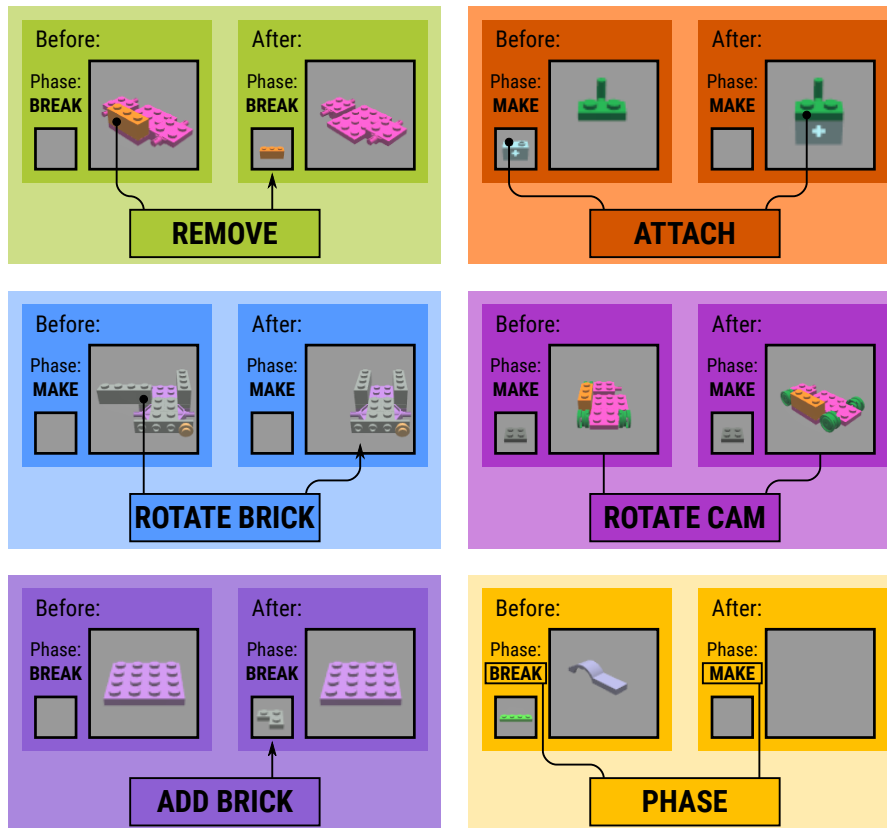 Before:
After:
Phase:
BREAK
Phase:
BREAK
REMOVE
Before:
After:
Phase:
MAKE
Phase:
MAKE
ATTACH
Before:
After:
Phase:
MAKE
Phase:
MAKE
ROTATE BRICK
Before:
After:
Phase:
MAKE
Phase:
MAKE
ROTATE CAM
Before:
After:
Phase:
BREAK
Phase:
BREAK
ADD BRICK
Before:
After:
Phase:
BREAK
Phase:
MAKE
PHASE